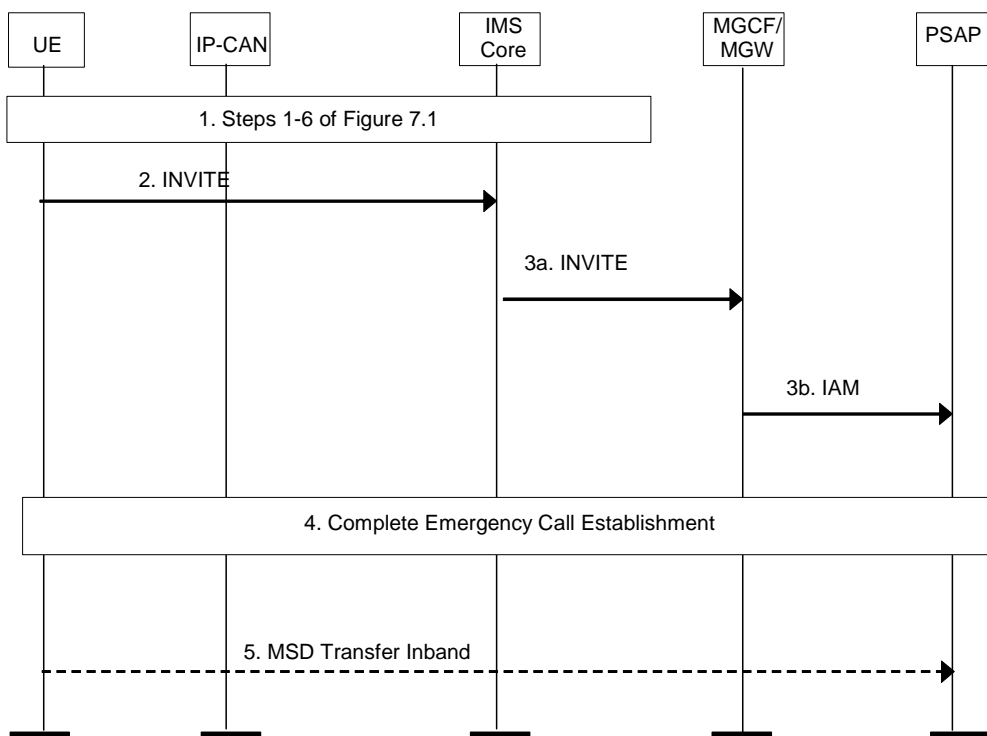 UE
IP-CAN
IMS
Core
MGCF/
MGW
PSAP
1. Steps 1-6 of Figure 7.1
2. INVITE
3a. INVITE
3b. IAM
4. Complete Emergency Call Establishment
5. MSD Transfer Inband